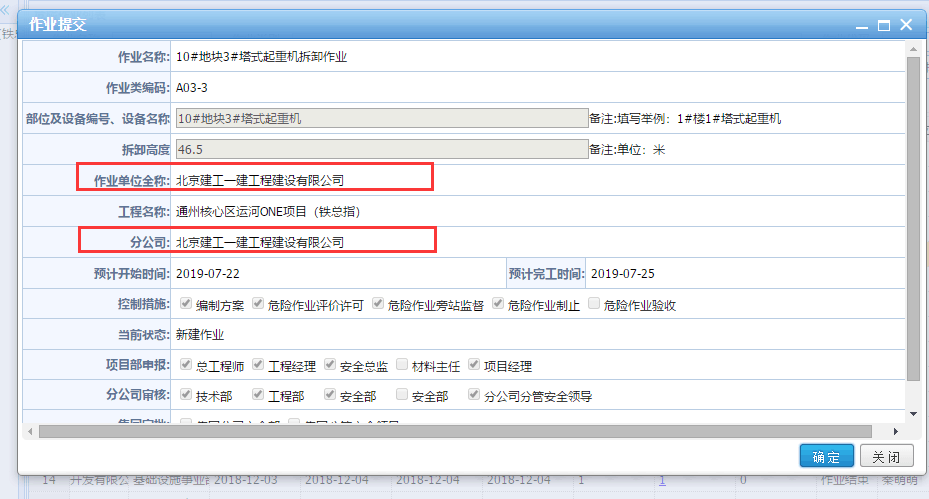 作业提交
作业名称: 10#地块3#塔式起重机拆卸作业
作业类编码: A03-3
部位及设备编号、设备名称 10#地块3#塔式起重机 备注:填写举例：1#楼1#塔式起重机
拆卸高度 46.5 备注:单位：米
作业单位全称: 北京建工一建工程建设有限公司
工程名称: 通州核心区运河ONE项目（铁总指）
分公司: 北京建工一建工程建设有限公司
预计开始时间: 2019-07-22 预计完工时间: 2019-07-25
控制措施: 编制方案 危险作业评价许可 危险作业旁站监督 危险作业制止 危险作业验收
当前状态: 新建作业
项目部申报: 总工程师 工程经理 安全总监 材料主任 项目经理
分公司审核: 技术部 工程部 安全部 安全部 分公司分管安全领导
确定 关闭
14 开发有限公 基础设施事业部 2018-12-03 2018-12-04 2018-12-04 2018-12-04 1 1 0 作业结束